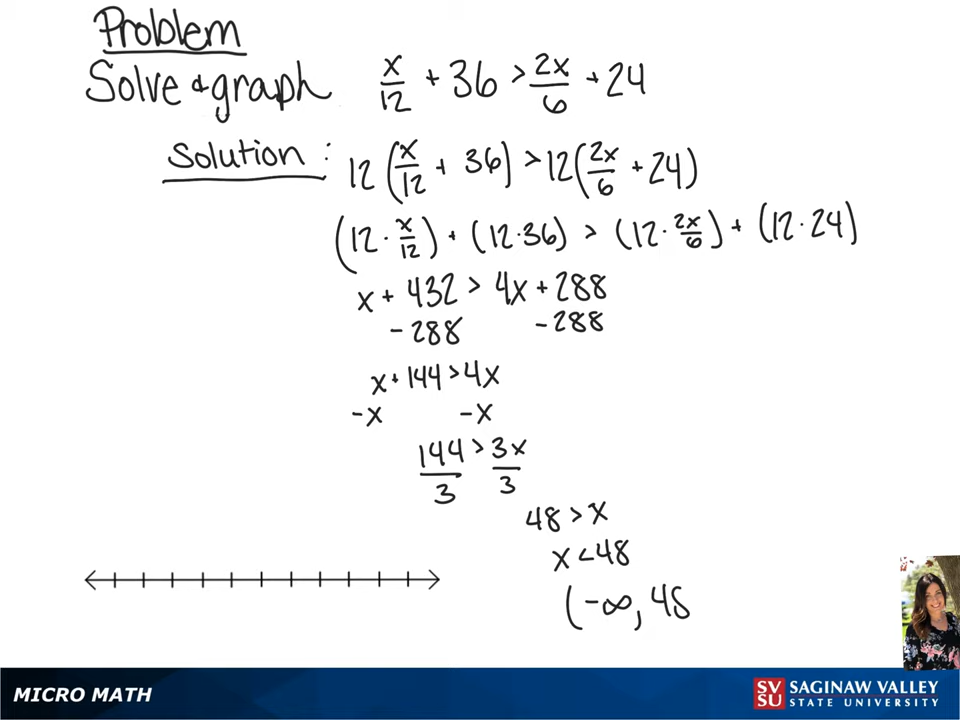 Problem
Solve & graph x/12 + 36 > 2x/6 + 24
Solution : 12(x/12 + 36) > 12(2x/6 + 24)
(12 · x/12) + (12·36) > (12 · 2x/6) + (12·24)
x + 432 > 4x + 288
-288 -288
x + 144 > 4x
-x -x
144/3 > 3x/3
48 > x
x < 48
(-∞, 48
MICRO MATH
SVSU SAGINAW VALLEY
STATE UNIVERSITY